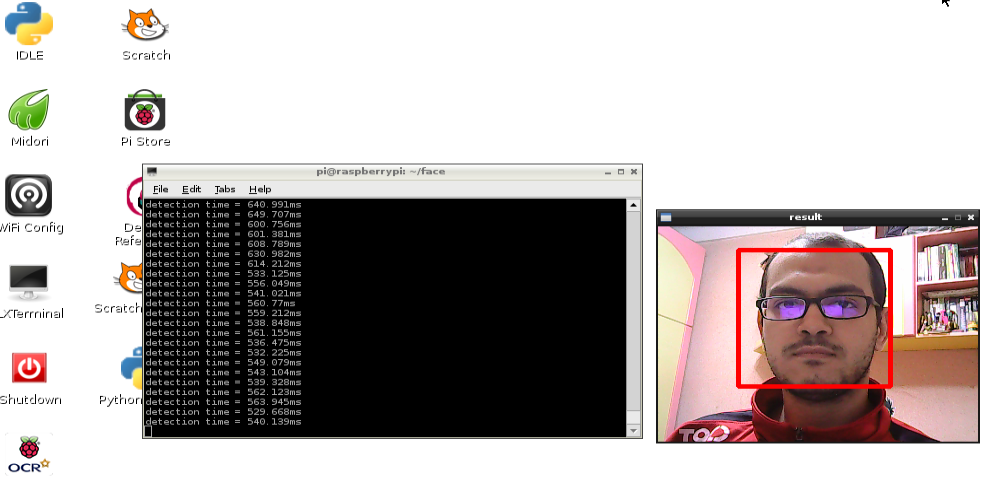 IDLE
Scratch
Midori
Pi Store
WiFi Config
De
Refe
LXTerminal
Scratch
Shutdown
Python
OCR
pi@raspberrypi: ~/face
File Edit Tabs Help
detection time = 640.991ms
detection time = 649.707ms
detection time = 600.756ms
detection time = 601.381ms
detection time = 608.789ms
detection time = 630.982ms
detection time = 614.212ms
detection time = 533.125ms
detection time = 556.049ms
detection time = 541.021ms
detection time = 560.77ms
detection time = 559.212ms
detection time = 538.848ms
detection time = 561.155ms
detection time = 536.475ms
detection time = 532.225ms
detection time = 549.079ms
detection time = 543.104ms
detection time = 539.328ms
detection time = 562.123ms
detection time = 563.945ms
detection time = 529.668ms
detection time = 540.139ms
result